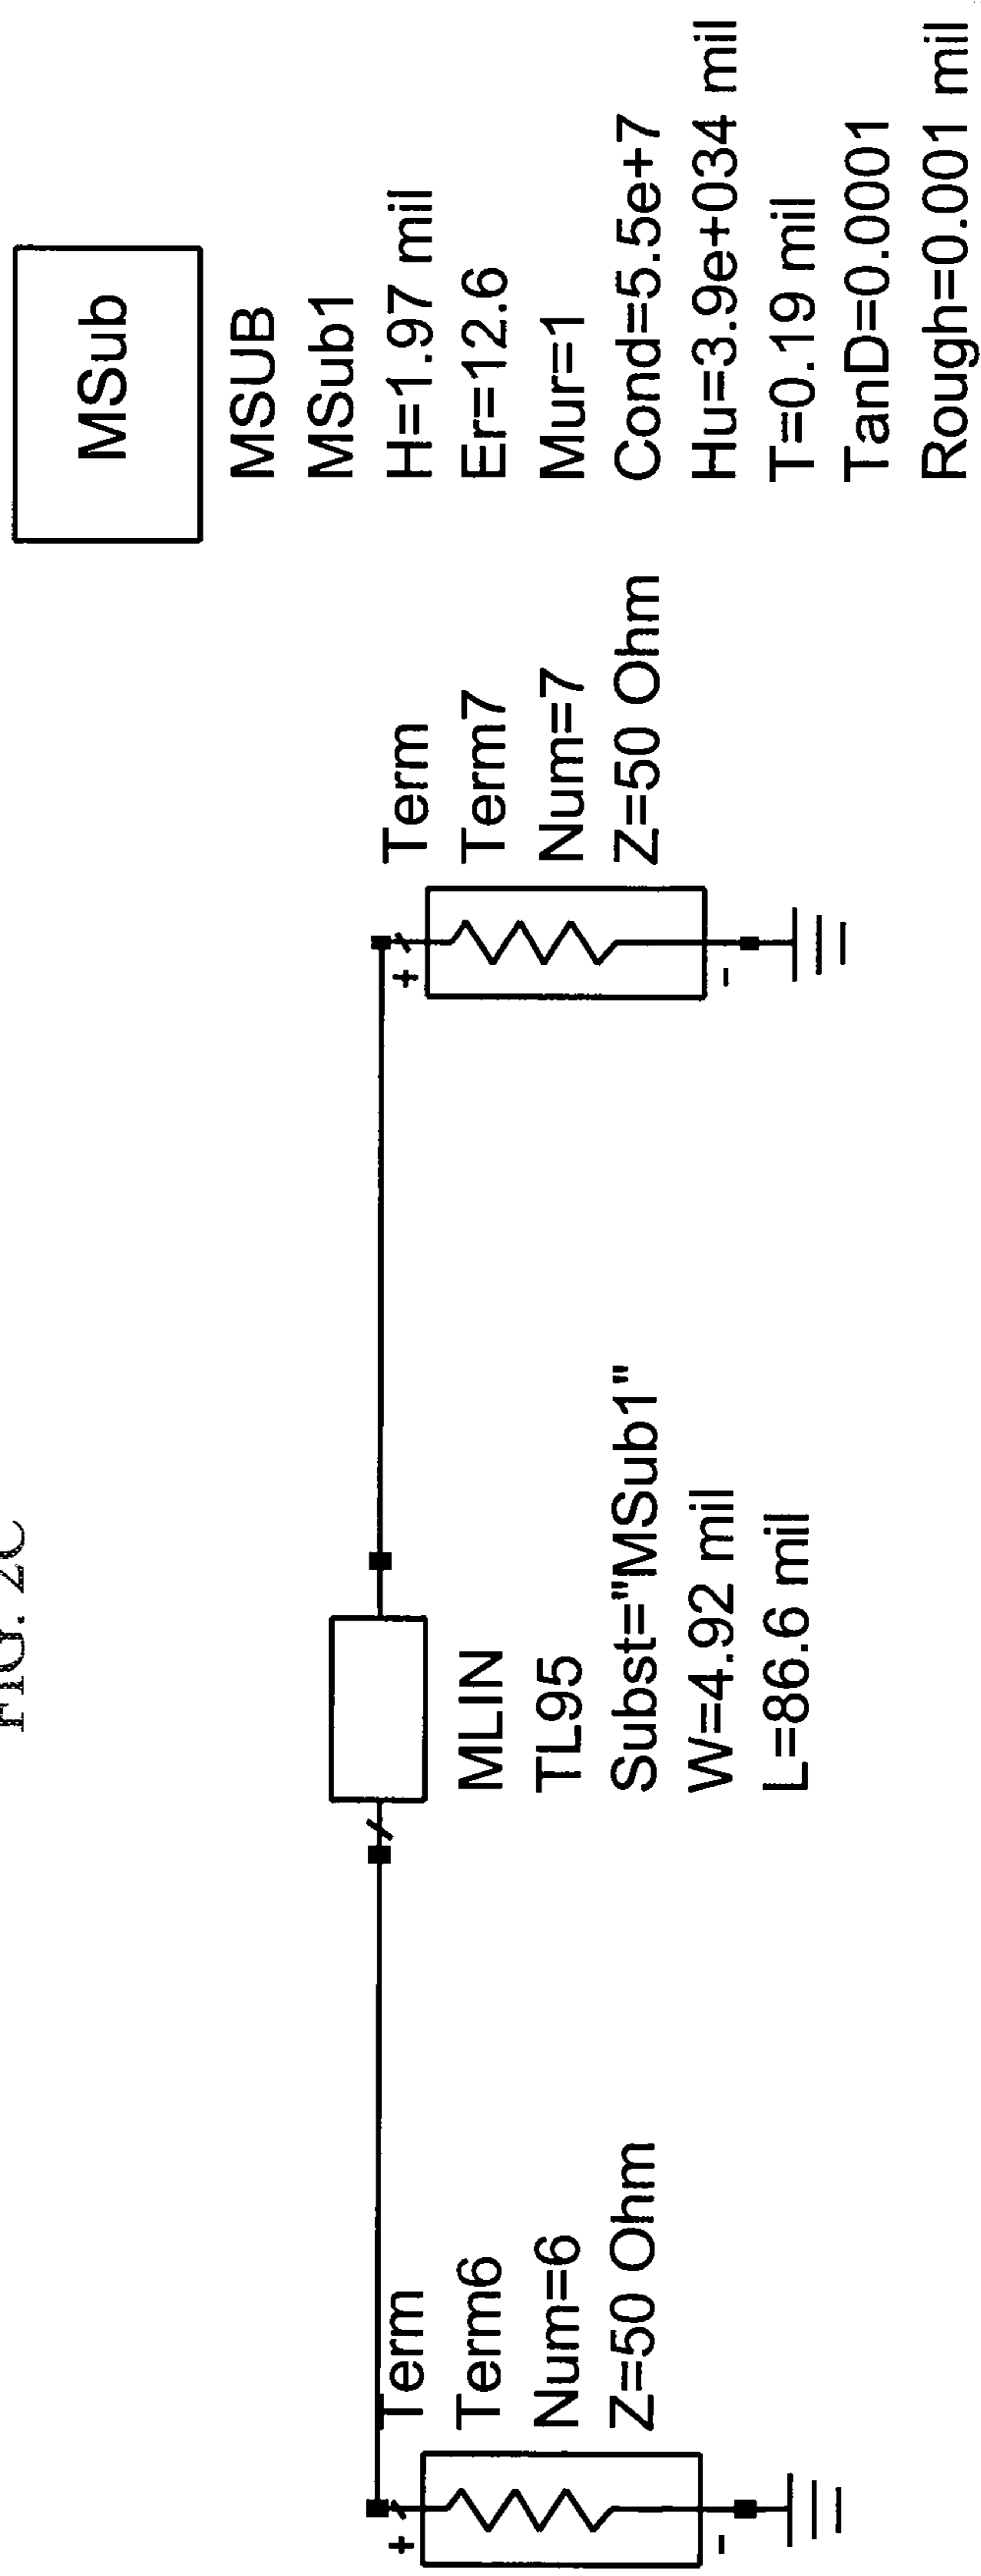 FIG. 2C
Term
Term6
Num=6
Z=50 Ohm
+
-
MLIN
TL95
Subst="MSub1"
W=4.92 mil
L=86.6 mil
Term
Term7
Num=7
Z=50 Ohm
+
-
MSub
MSUB
MSub1
H=1.97 mil
Er=12.6
Mur=1
Cond=5.5e+7
Hu=3.9e+034 mil
T=0.19 mil
TanD=0.0001
Rough=0.001 mil